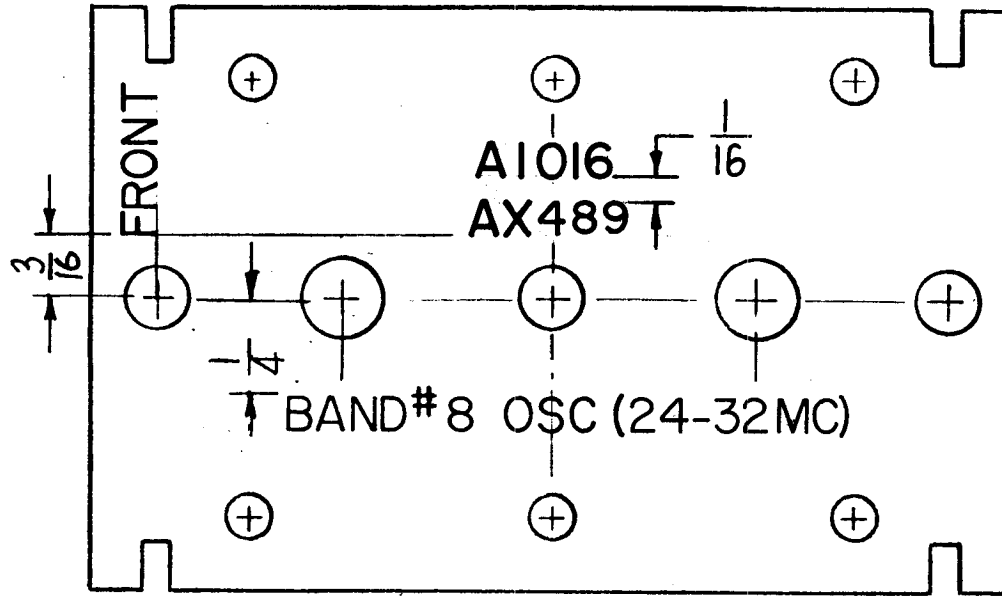 FRONT
A1016
AX489
1/16
3/16
1/4
BAND#8 OSC (24-32MC)